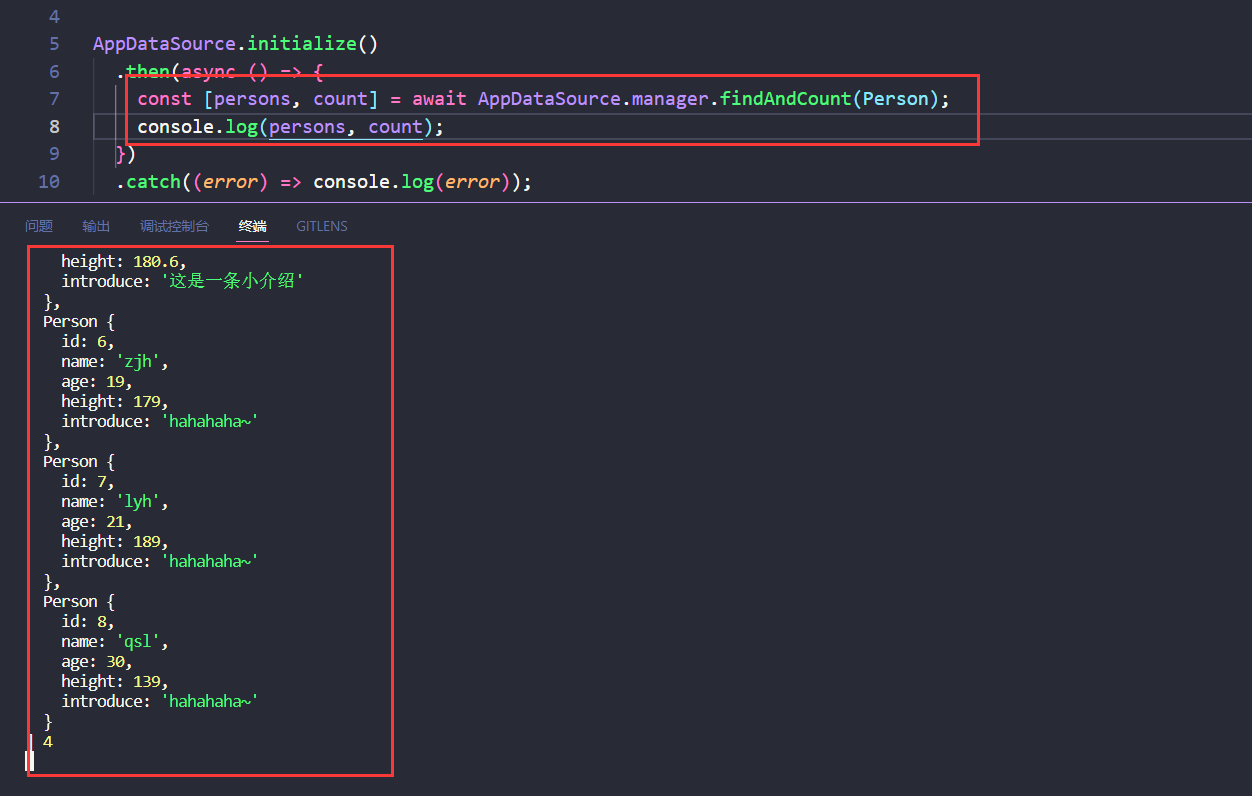 4
5 AppDataSource.initialize()
6 .then(async () => {
7 const [persons, count] = await AppDataSource.manager.findAndCount(Person);
8 console.log(persons, count);
9 })
10 .catch((error) => console.log(error));
问题 输出 调试控制台 终端 GITLENS
height: 180.6,
introduce: '这是一条小介绍'
},
Person {
id: 6,
name: 'zjh',
age: 19,
height: 179,
introduce: 'hahahaha~'
},
Person {
id: 7,
name: 'lyh',
age: 21,
height: 189,
introduce: 'hahahaha~'
},
Person {
id: 8,
name: 'qsl',
age: 30,
height: 139,
introduce: 'hahahaha~'
}
4